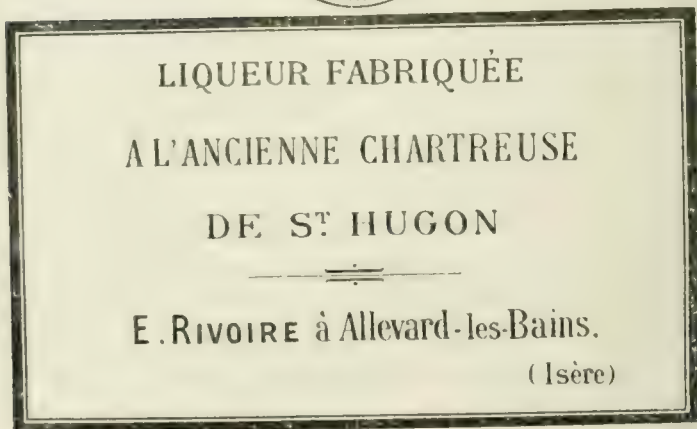 LIQUEUR FABRIQUÉE
A L'ANCIENNE CHARTREUSE
DE ST HUGON
E. RIVOIRE à Allevard-les-Bains.
(Isère)